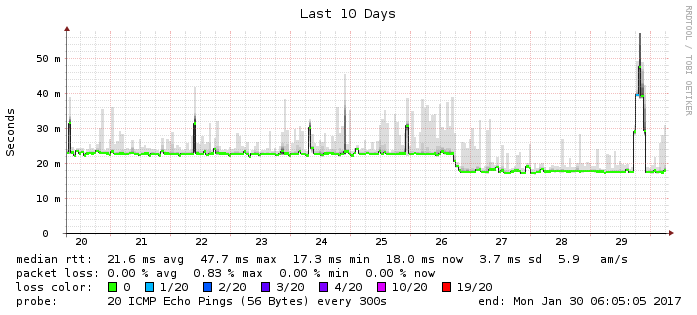 Last 10 Days
RRDTOOL / TOBI OETIKER
Seconds
50 m
40 m
30 m
20 m
10 m
0
20 21 22 23 24 25 26 27 28 29
median rtt: 21.6 ms avg 47.7 ms max 17.3 ms min 18.0 ms now 3.7 ms sd 5.9 am/s
packet loss: 0.00 % avg 0.83 % max 0.00 % min 0.00 % now
loss color: 0 1/20 2/20 3/20 4/20 10/20 19/20
probe: 20 ICMP Echo Pings (56 Bytes) every 300s end: Mon Jan 30 06:05:05 2017